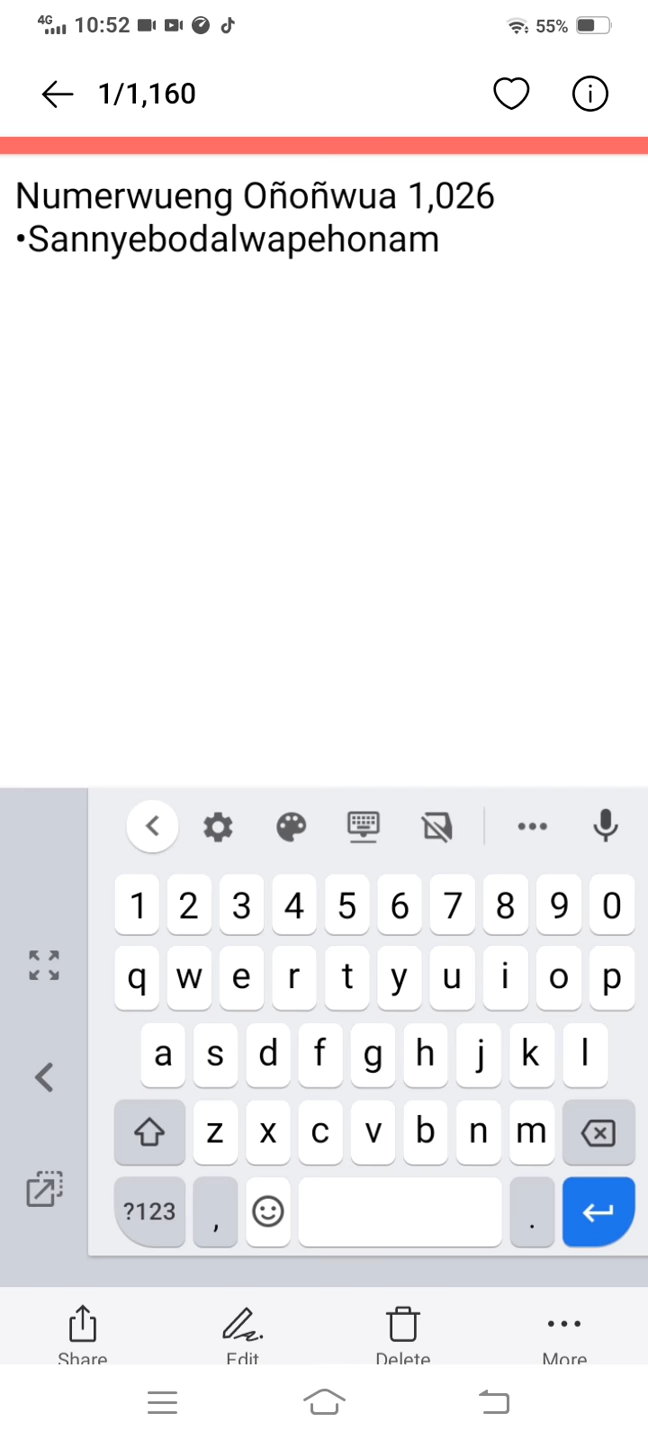 4G 10:52 55%
1/1,160
Numerwueng Oñoñwua 1,026
•Sannyebodalwapehonam
1 2 3 4 5 6 7 8 9 0
q w e r t y u i o p
a s d f g h j k l
z x c v b n m
?123 , .
Share Edit Delete More